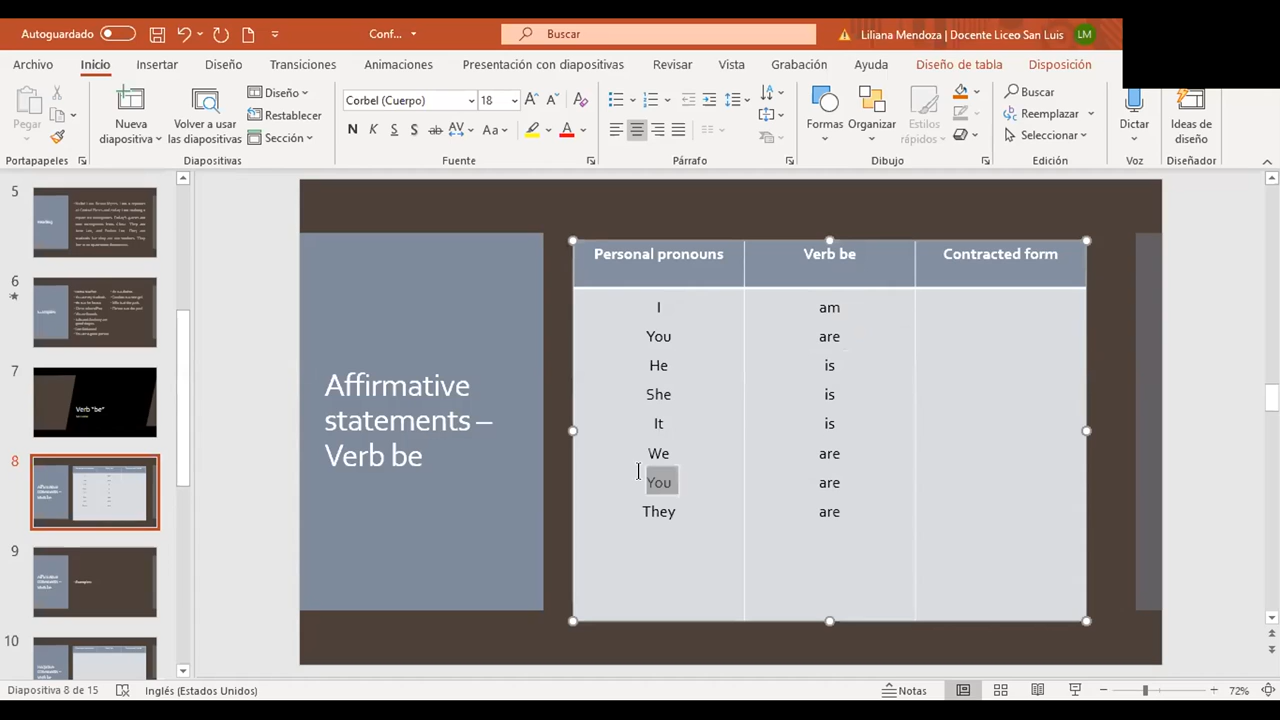 Autoguardado
Conf...
Buscar
Liliana Mendoza | Docente Liceo San Luis
LM
Archivo
Inicio
Insertar
Diseño
Transiciones
Animaciones
Presentación con diapositivas
Revisar
Vista
Grabación
Ayuda
Diseño de tabla
Disposición
Pegar
Nueva
diapositiva
Volver a usar
las diapositivas
Diseño
Restablecer
Sección
Corbel (Cuerpo)
18
N K S S ab AV Aa
Formas
Organizar
Estilos
rápidos
Buscar
Reemplazar
Seleccionar
Dictar
Ideas de
diseño
Portapapeles
Diapositivas
Fuente
Párrafo
Dibujo
Edición
Voz
Diseñador
5
6
7
Verb "be"
8
9
10
Affirmative
statements –
Verb be
Personal pronouns
Verb be
Contracted form
I am
You are
He is
She is
It is
We are
You are
They are
Diapositiva 8 de 15
Inglés (Estados Unidos)
Notas
72%